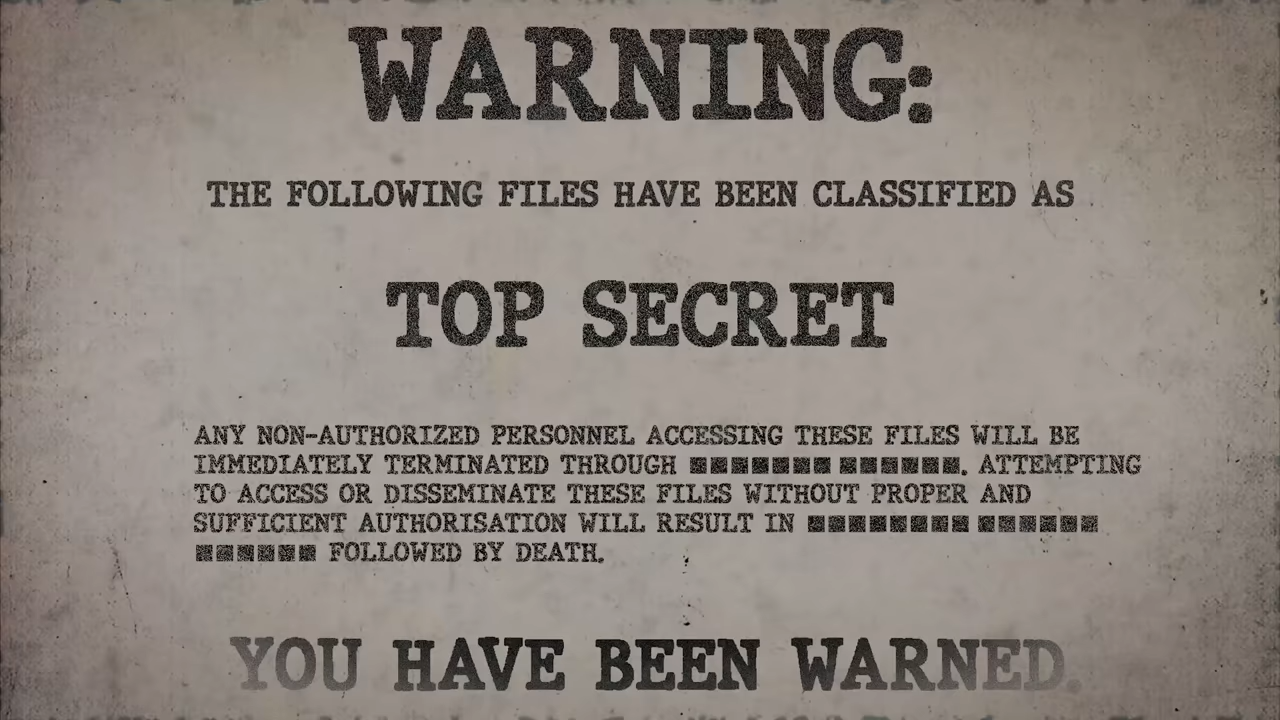 WARNING:
THE FOLLOWING FILES HAVE BEEN CLASSIFIED AS
TOP SECRET
ANY NON-AUTHORIZED PERSONNEL ACCESSING THESE FILES WILL BE
IMMEDIATELY TERMINATED THROUGH ■■■■■■■ ■■■■■■. ATTEMPTING
TO ACCESS OR DISSEMINATE THESE FILES WITHOUT PROPER AND
SUFFICIENT AUTHORISATION WILL RESULT IN ■■■■■■■■ ■■■■■■
■■■■■■ FOLLOWED BY DEATH.
YOU HAVE BEEN WARNED.